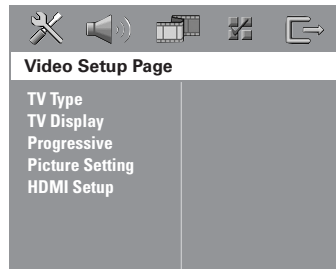 Video Setup Page
TV Type
TV Display
Progressive
Picture Setting
HDMI Setup